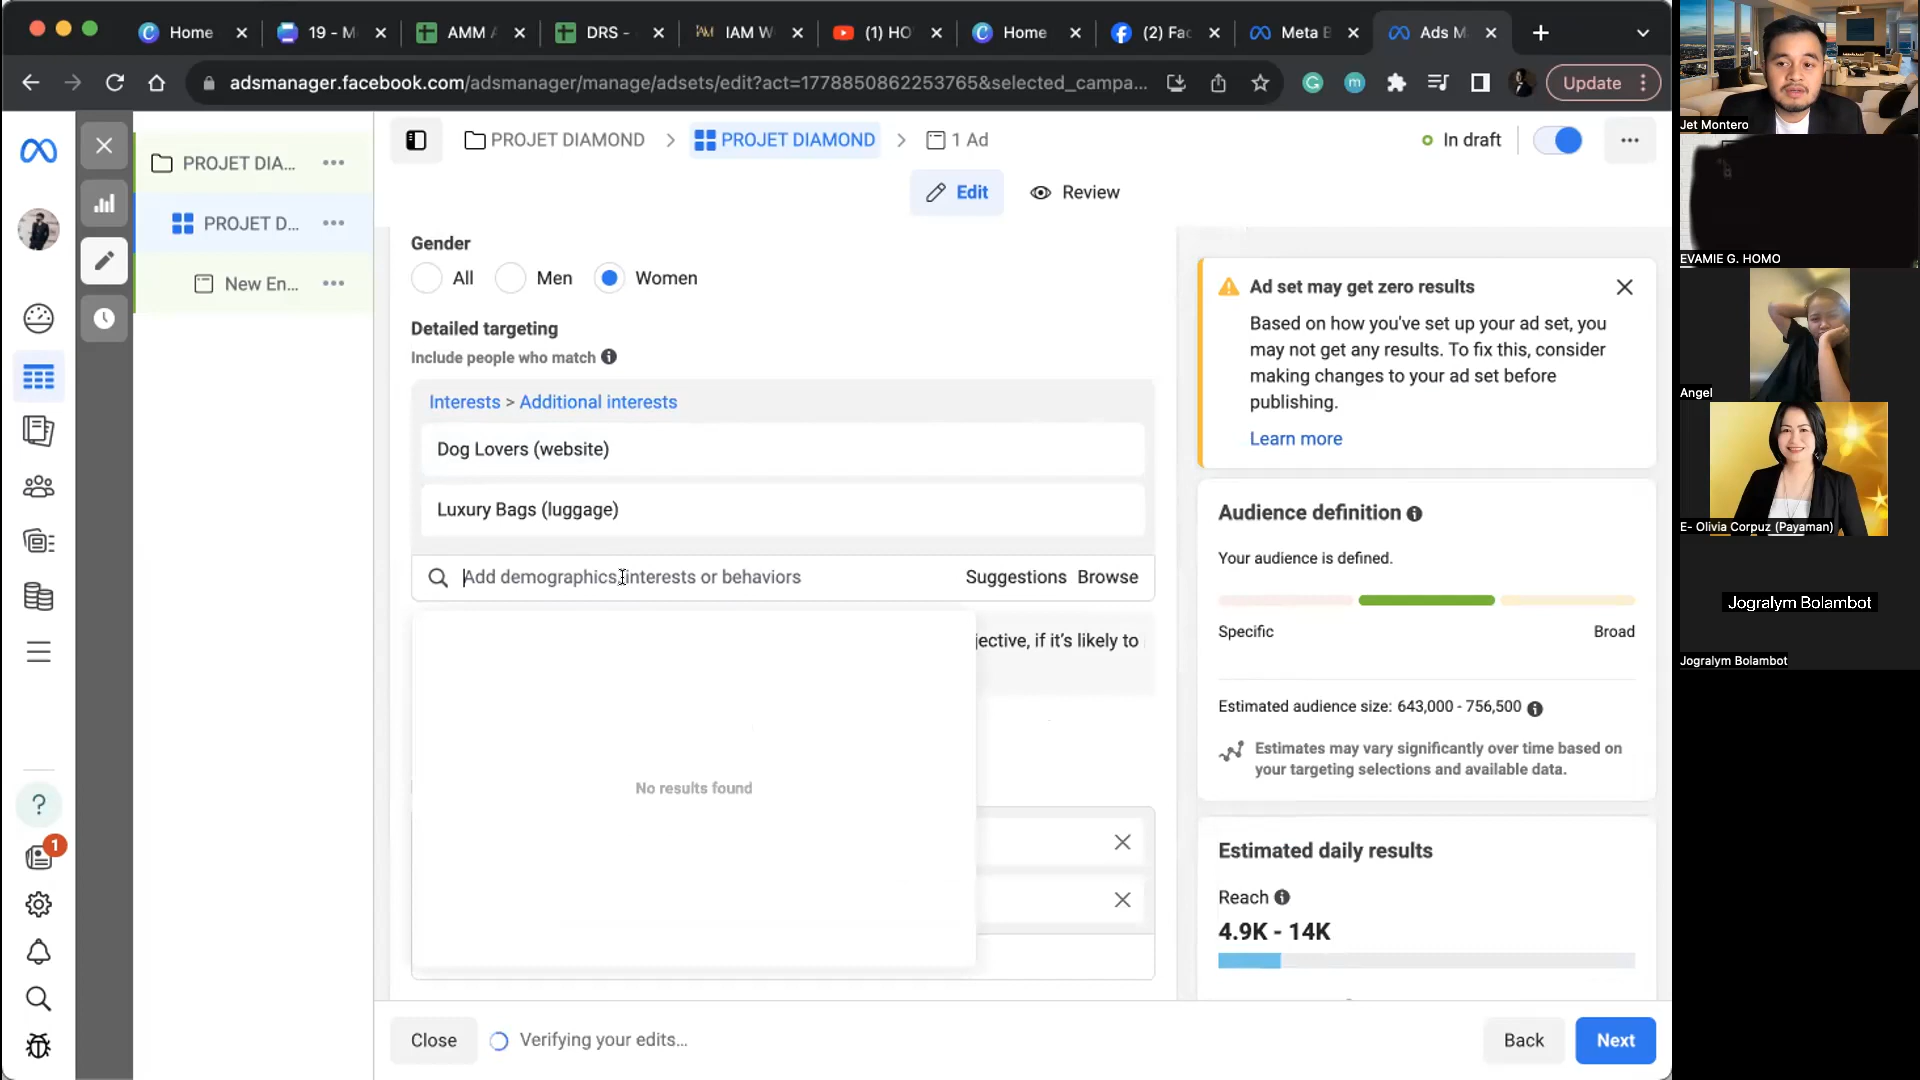 Home
19 - M
AMM A
DRS -
IAM W
(1) HO
Home
(2) Fac
Meta B
Ads M
adsmanager.facebook.com/adsmanager/manage/adsets/edit?act=1778850862253765&selected_campa...
Update
PROJET DIA...
PROJET D...
New En...
PROJET DIAMOND
PROJET DIAMOND
1 Ad
In draft
Edit
Review
Gender
All
Men
Women
Detailed targeting
Include people who match
Interests > Additional interests
Dog Lovers (website)
Luxury Bags (luggage)
Add demographics, interests or behaviors
Suggestions
Browse
jective, if it's likely to
No results found
Ad set may get zero results
Based on how you've set up your ad set, you
may not get any results. To fix this, consider
making changes to your ad set before
publishing.
Learn more
Audience definition
Your audience is defined.
Specific
Broad
Estimated audience size: 643,000 - 756,500
Estimates may vary significantly over time based on
your targeting selections and available data.
Estimated daily results
Reach
4.9K - 14K
1
Close
Verifying your edits...
Back
Next
Jet Montero
EVAMIE G. HOMO
Angel
E- Olivia Corpuz (Payaman)
Jogralym Bolambot
Jogralym Bolambot